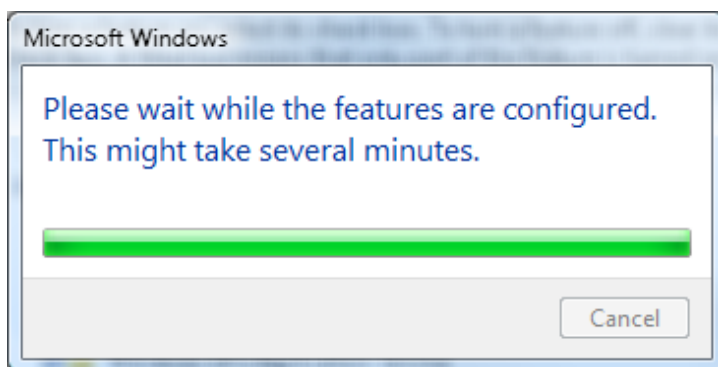 Microsoft Windows
Please wait while the features are configured.
This might take several minutes.
Cancel